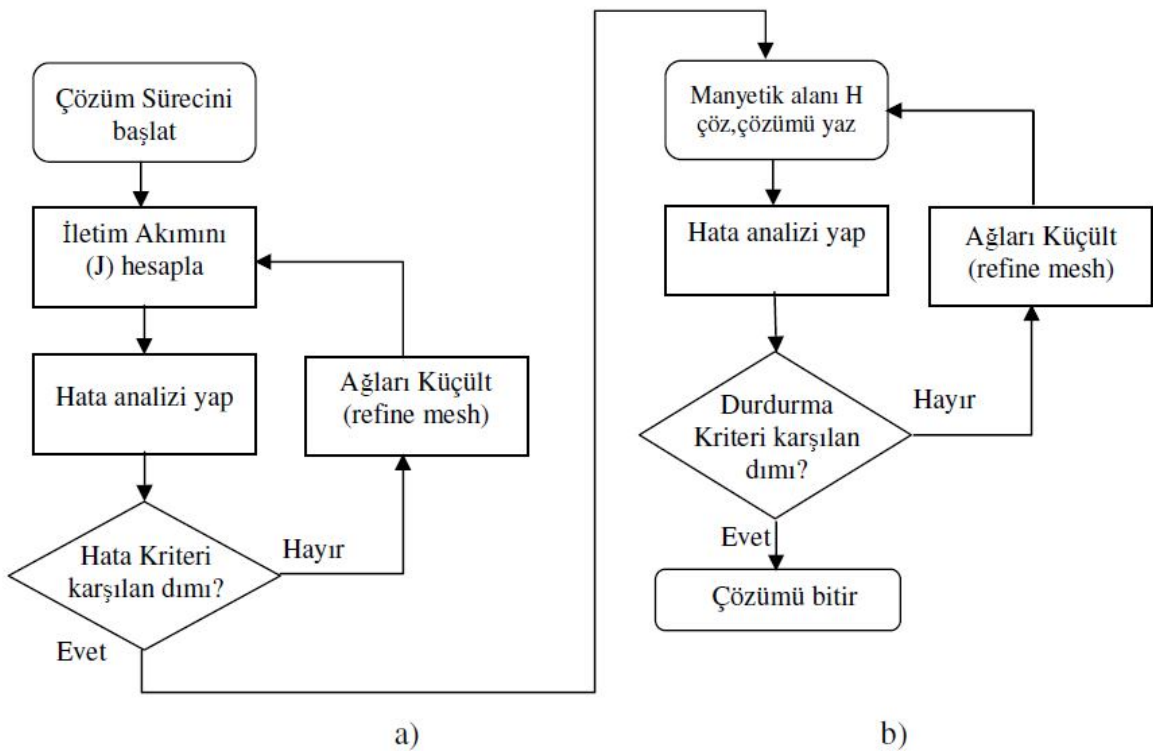 Çözüm Sürecini
başlat
İletim Akımını
(J) hesapla
Hata analizi yap
Ağları Küçült
(refine mesh)
Hata Kriteri
karşılan dımı?
Hayır
Evet
a)
Manyetik alanı H
çöz,çözümü yaz
Hata analizi yap
Ağları Küçült
(refine mesh)
Durdurma
Kriteri karşılan
dımı?
Hayır
Evet
Çözümü bitir
b)